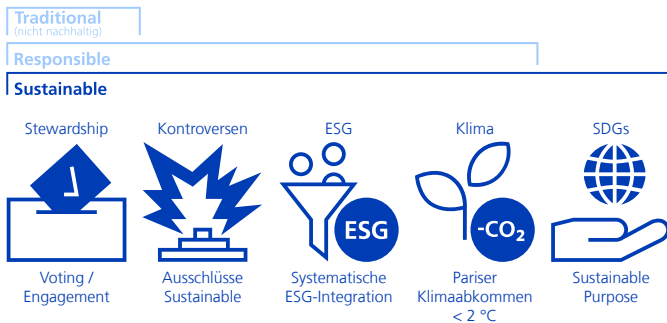 Traditional
(nicht nachhaltig)
Responsible
Sustainable
Stewardship
Kontroversen
ESG
Klima
SDGs
ESG
-CO₂
Voting /
Engagement
Ausschlüsse
Sustainable
Systematische
ESG-Integration
Pariser
Klimaabkommen
< 2 °C
Sustainable
Purpose